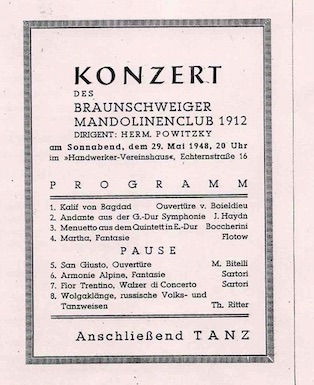 KONZERT
DES
BRAUNSCHWEIGER
MANDOLINENCLUB 1912
DIRIGENT: HERM. POWITZKY
am Sonnabend, dem 29. Mai 1948, 20 Uhr
im »Handwerker-Vereinshaus«, Echternstraße 16
PROGRAMM
1. Kalif von Bagdad Ouvertüre v. Boieldieu
2. Andante aus der G.-Dur Symphonie J. Haydn
3. Menuetto aus dem Quintett in E.-Dur Boccherini
4. Martha, Fantasie Flotow
PAUSE
5. San Giusto, Ouvertüre M. Bitelli
6. Armonie Alpine, Fantasie Sartori
7. Fior Trentino, Walzer di Concerto Sartori
8. Wolgaklänge, russische Volks- und
Tanzweisen Th. Ritter
Anschließend TANZ